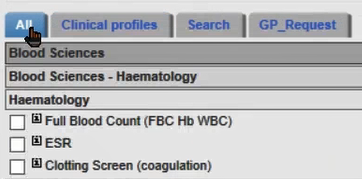 All Clinical profiles Search GP_Request
Blood Sciences
Blood Sciences - Haematology
Haematology
Full Blood Count (FBC Hb WBC)
ESR
Clotting Screen (coagulation)